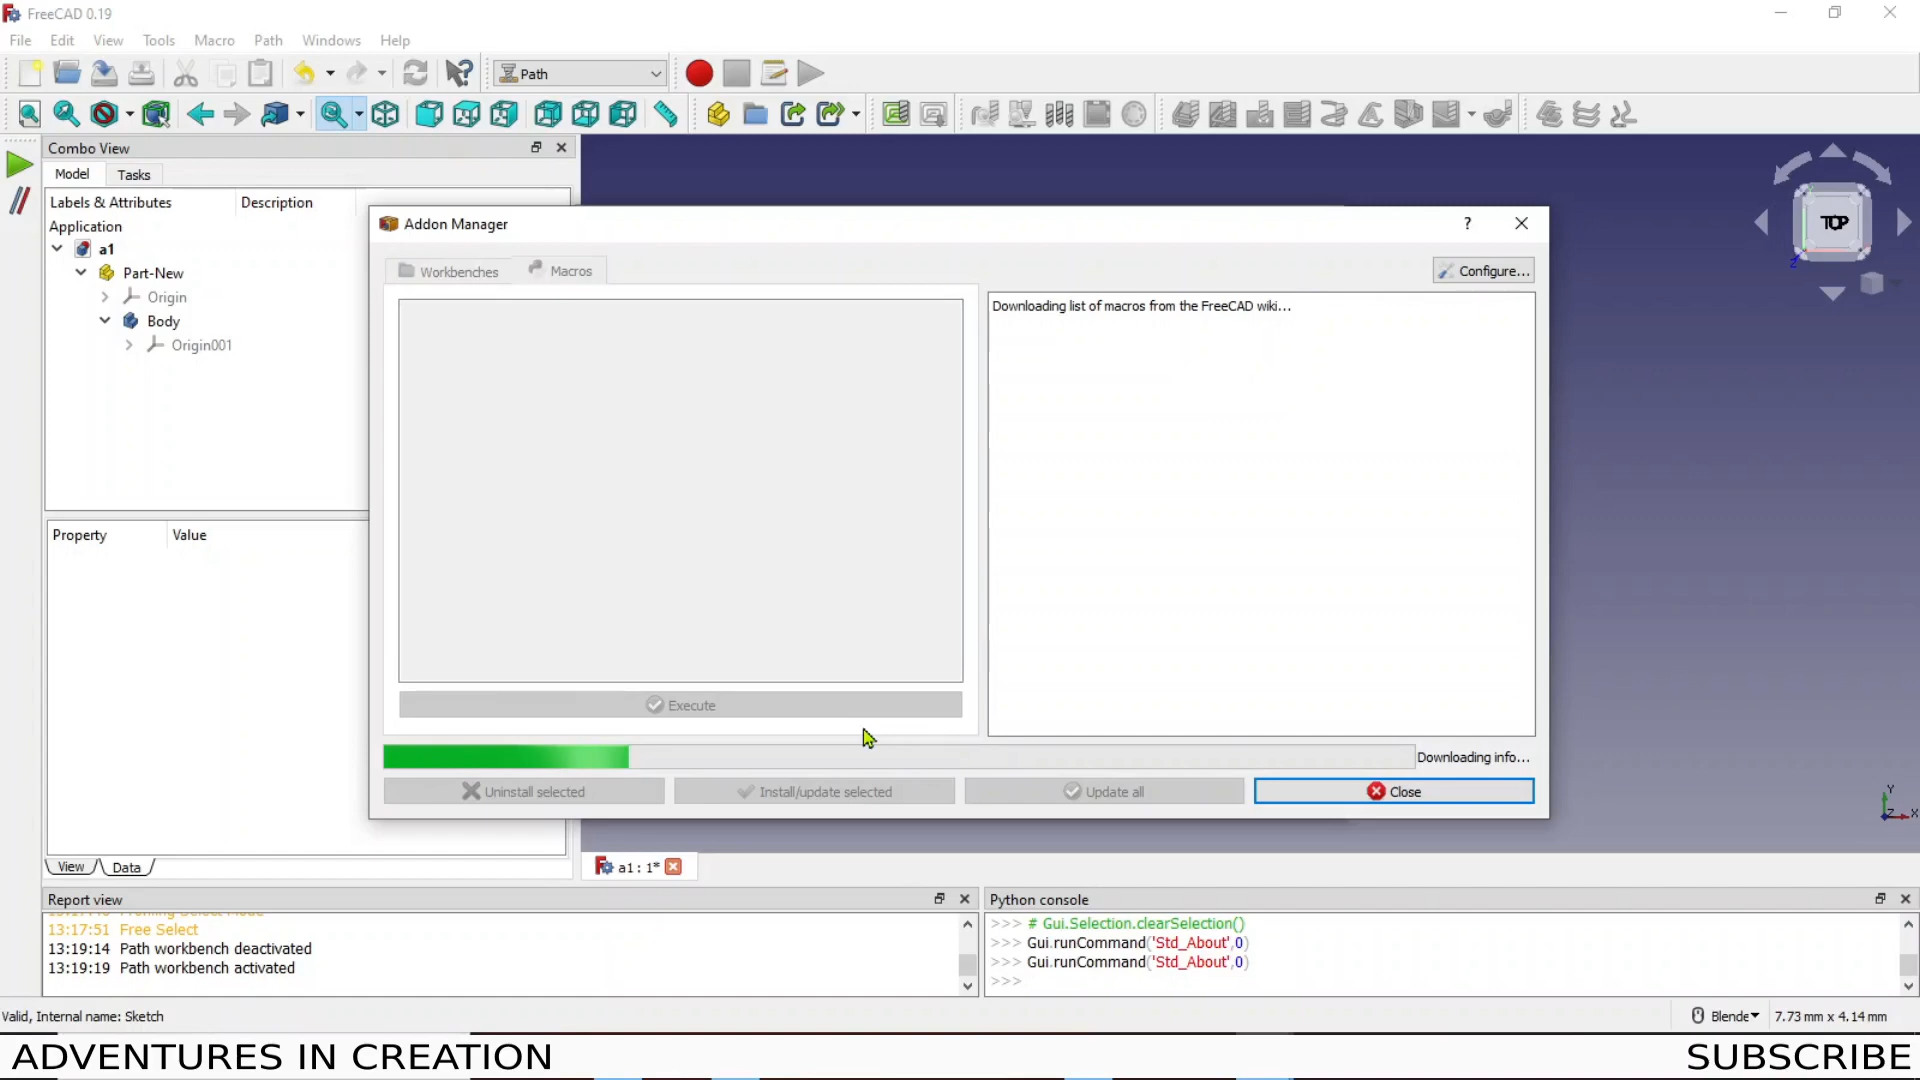 FreeCAD 0.19
File Edit View Tools Macro Path Windows Help
Path
Combo View
Model Tasks
Labels & Attributes Description
Application
a1
Part-New
Origin
Body
Origin001
Property Value
View Data
Addon Manager
?
Workbenches Macros
Configure...
Downloading list of macros from the FreeCAD wiki...
Execute
Downloading info...
Uninstall selected Install/update selected Update all Close
TOP
Z
Y
Z X
a1 : 1*
Report view
13:17:51 Free Select
13:19:14 Path workbench deactivated
13:19:19 Path workbench activated
Python console
>>> # Gui.Selection.clearSelection()
>>> Gui.runCommand('Std_About',0)
>>> Gui.runCommand('Std_About',0)
>>>
Valid, Internal name: Sketch
Blende 7.73 mm x 4.14 mm
ADVENTURES IN CREATION
SUBSCRIBE